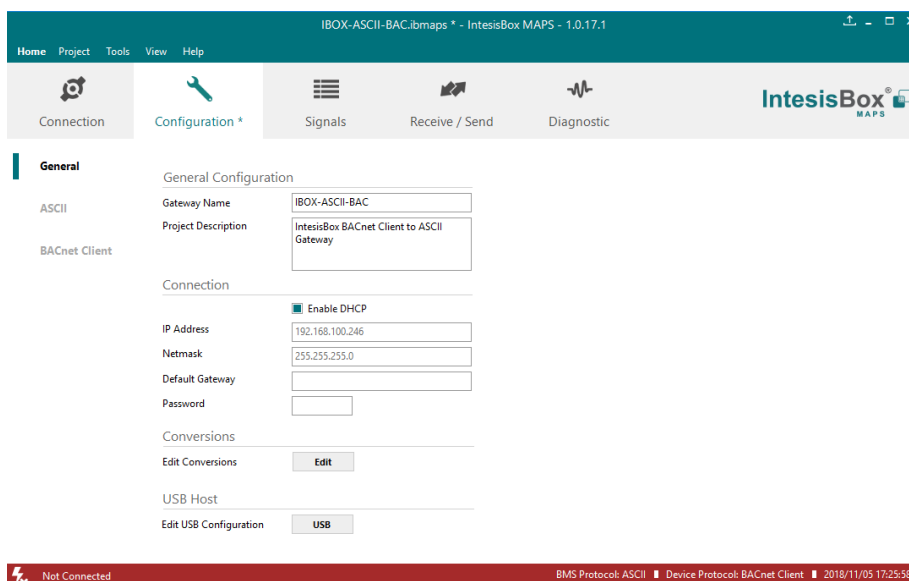 IBOX-ASCII-BAC.ibmaps * - IntesisBox MAPS - 1.0.17.1
Home Project Tools View Help
Connection Configuration * Signals Receive / Send Diagnostic
IntesisBox®
MAPS
General
ASCII
BACnet Client
General Configuration
Gateway Name IBOX-ASCII-BAC
Project Description IntesisBox BACnet Client to ASCII
Gateway
Connection
Enable DHCP
IP Address 192.168.100.246
Netmask 255.255.255.0
Default Gateway
Password
Conversions
Edit Conversions Edit
USB Host
Edit USB Configuration USB
Not Connected BMS Protocol: ASCII Device Protocol: BACnet Client 2018/11/05 17:25:58